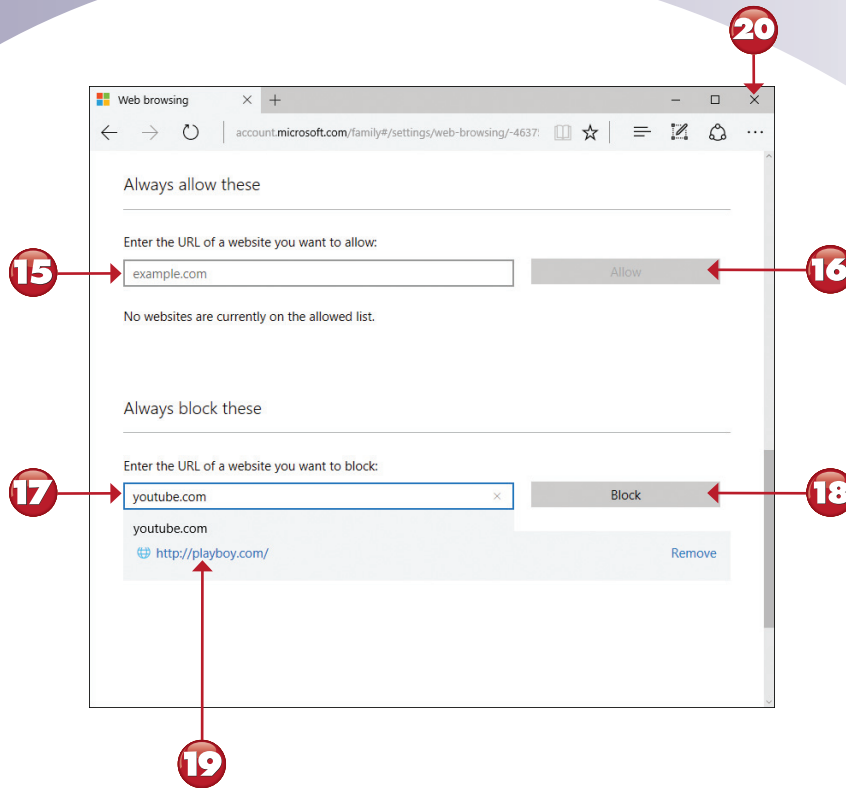 20
Web browsing
account.microsoft.com/family#/settings/web-browsing/-4637
Always allow these
Enter the URL of a website you want to allow:
15
example.com
Allow
16
No websites are currently on the allowed list.
Always block these
Enter the URL of a website you want to block:
17
youtube.com
Block
18
youtube.com
http://playboy.com/
Remove
19